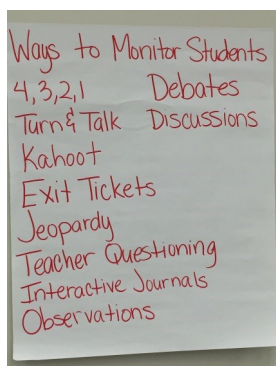 Ways to Monitor Students
4,3,2,1 Debates
Turn & Talk Discussions
Kahoot
Exit Tickets
Jeopardy
Teacher Questioning
Interactive Journals
Observations